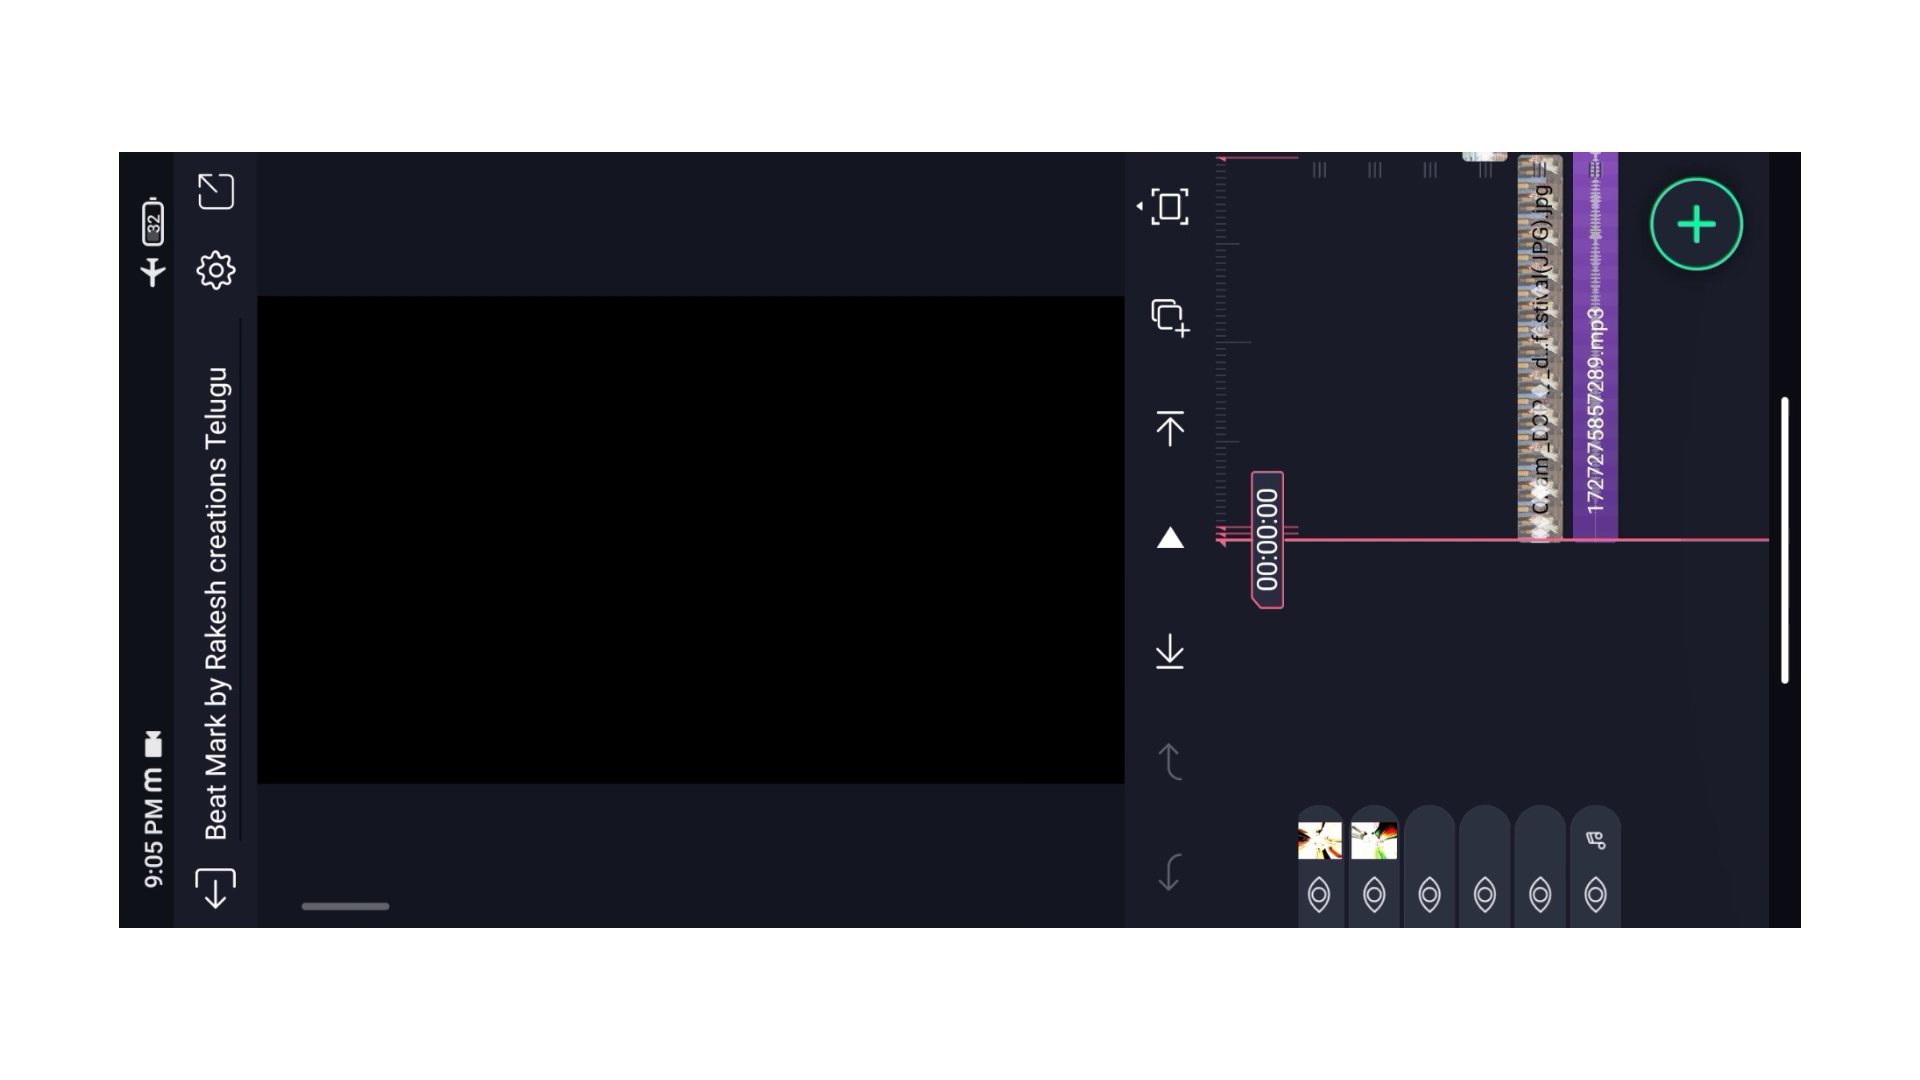 9:05 PM m
32
Beat Mark by Rakesh creations Telugu
00:00:00
1727275857289.mp3